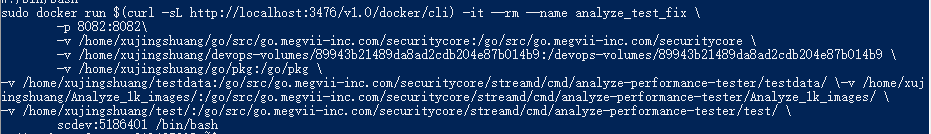 sudo docker run $(curl -sL http://localhost:3476/v1.0/docker/cli) -it --rm --name analyze_test_fix \
-p 8082:8082\
-v /home/xujingshuang/go/src/go.megvii-inc.com/securitycore:/go/src/go.megvii-inc.com/securitycore \
-v /home/xujingshuang/devops-volumes/89943b21489da8ad2cdb204e87b014b9:/devops-volumes/89943b21489da8ad2cdb204e87b014b9 \
-v /home/xujingshuang/go/pkg:/go/pkg \
-v /home/xujingshuang/testdata:/go/src/go.megvii-inc.com/securitycore/streamd/cmd/analyze-performance-tester/testdata/ \-v /home/xuj
ingshuang/Analyze_1k_images/:/go/src/go.megvii-inc.com/securitycore/streamd/cmd/analyze-performance-tester/Analyze_1k_images/ \
-v /home/xujingshuang/test/:/go/src/go.megvii-inc.com/securitycore/streamd/cmd/analyze-performance-tester/test/ \
scdev:5186401 /bin/bash